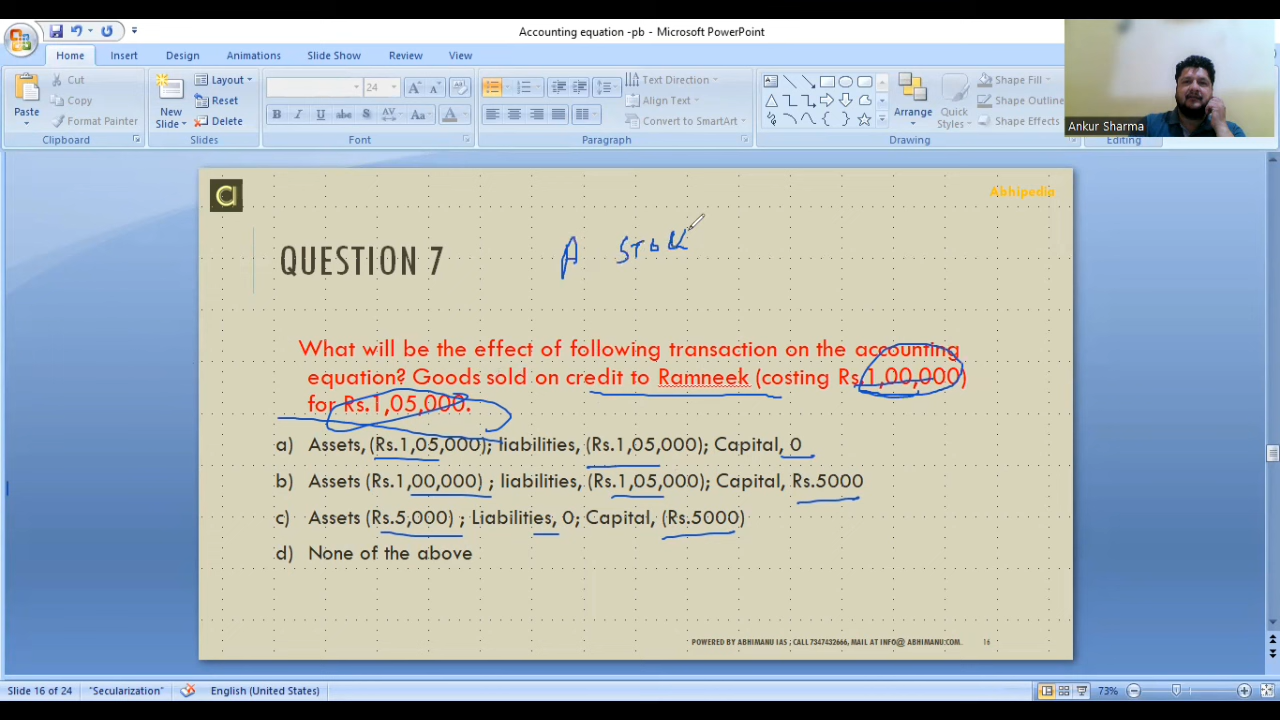 Accounting equation -pb - Microsoft PowerPoint
Home Insert Design Animations Slide Show Review View
Paste
Cut
Copy
Format Painter
Clipboard
New Slide
Layout
Reset
Delete
Slides
24
B I U abc S AV Aa A
Font
Text Direction
Align Text
Convert to SmartArt
Paragraph
Arrange
Quick Styles
Shape Fill
Shape Outline
Shape Effects
Drawing
Editing
Ankur Sharma
a
Abhipedia
QUESTION 7
A
What will be the effect of following transaction on the accounting
equation? Goods sold on credit to Ramneek (costing Rs.1,00,000)
for Rs.1,05,000.
a) Assets, (Rs.1,05,000); liabilities, (Rs.1,05,000); Capital, 0
b) Assets (Rs.1,00,000) ; liabilities, (Rs.1,05,000); Capital, Rs.5000
c) Assets (Rs.5,000) ; Liabilities, 0; Capital, (Rs.5000)
d) None of the above
POWERED BY ABHIMANU IAS ; CALL 7347432666, MAIL AT INFO@ ABHIMANU.COM. 16
Slide 16 of 24 "Secularization" English (United States) 73%